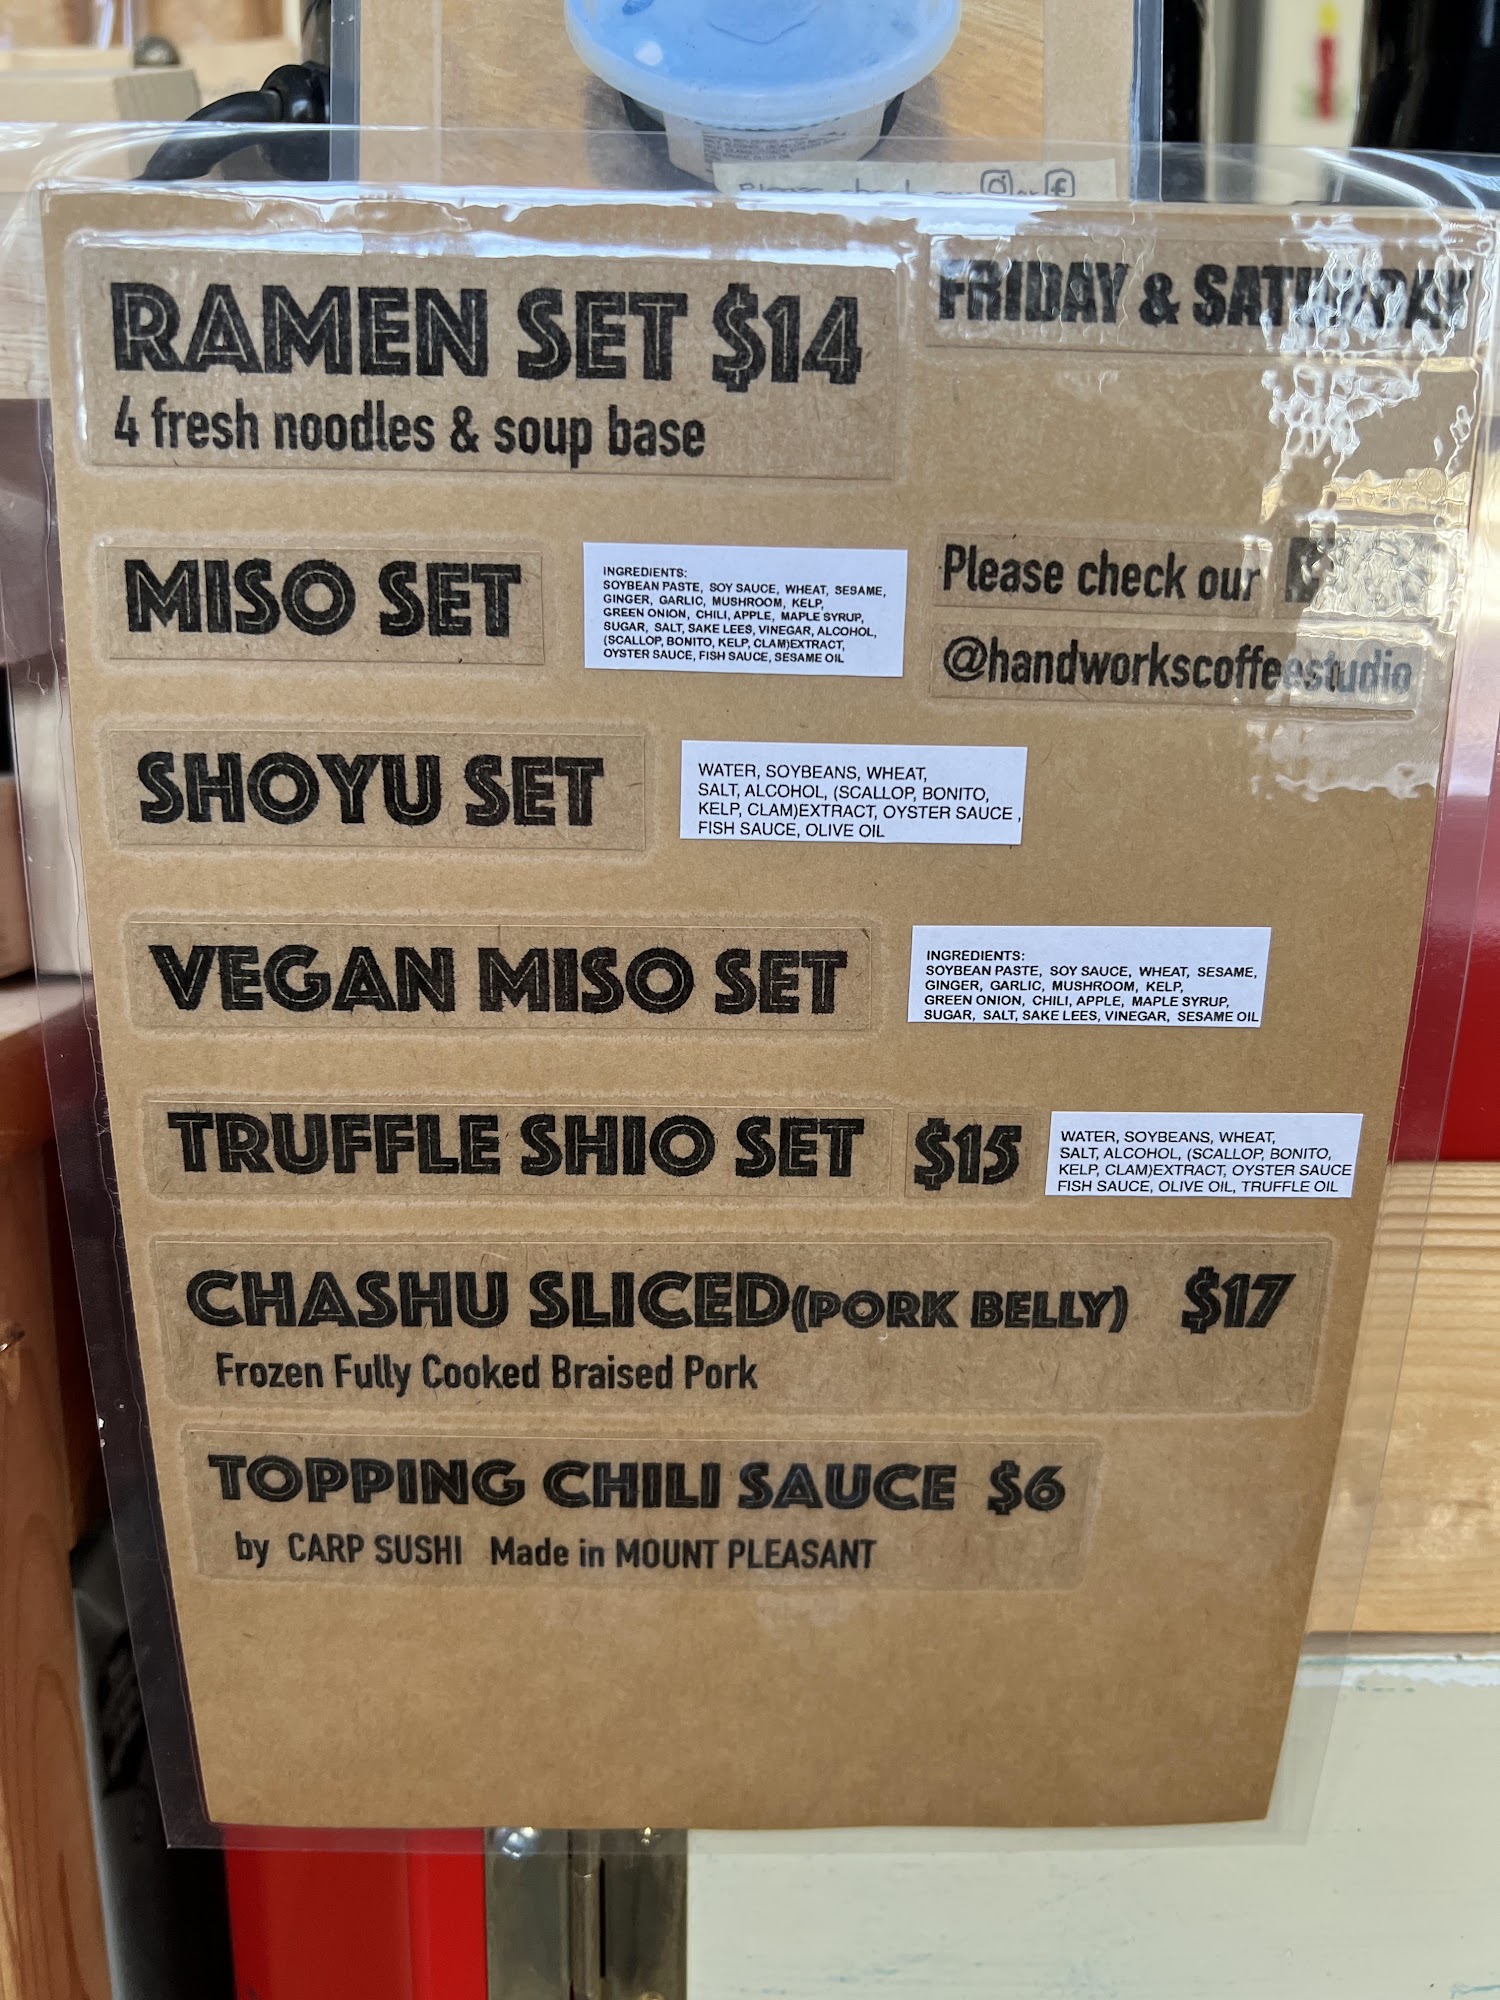 Please check our or
RAMEN SET $14
4 fresh noodles & soup base
FRIDAY & SATURDAY
MISO SET
INGREDIENTS:
SOYBEAN PASTE, SOY SAUCE, WHEAT, SESAME,
GINGER, GARLIC, MUSHROOM, KELP,
GREEN ONION, CHILI, APPLE, MAPLE SYRUP,
SUGAR, SALT, SAKE LEES, VINEGAR, ALCOHOL,
(SCALLOP, BONITO, KELP, CLAM)EXTRACT,
OYSTER SAUCE, FISH SAUCE, SESAME OIL
Please check our
@handworkscoffeestudio
SHOYU SET
WATER, SOYBEANS, WHEAT,
SALT, ALCOHOL, (SCALLOP, BONITO,
KELP, CLAM)EXTRACT, OYSTER SAUCE ,
FISH SAUCE, OLIVE OIL
VEGAN MISO SET
INGREDIENTS:
SOYBEAN PASTE, SOY SAUCE, WHEAT, SESAME,
GINGER, GARLIC, MUSHROOM, KELP,
GREEN ONION, CHILI, APPLE, MAPLE SYRUP,
SUGAR, SALT, SAKE LEES, VINEGAR, SESAME OIL
TRUFFLE SHIO SET $15
WATER, SOYBEANS, WHEAT,
SALT, ALCOHOL, (SCALLOP, BONITO,
KELP, CLAM)EXTRACT, OYSTER SAUCE
FISH SAUCE, OLIVE OIL, TRUFFLE OIL
CHASHU SLICED(PORK BELLY) $17
Frozen Fully Cooked Braised Pork
TOPPING CHILI SAUCE $6
by CARP SUSHI Made in MOUNT PLEASANT